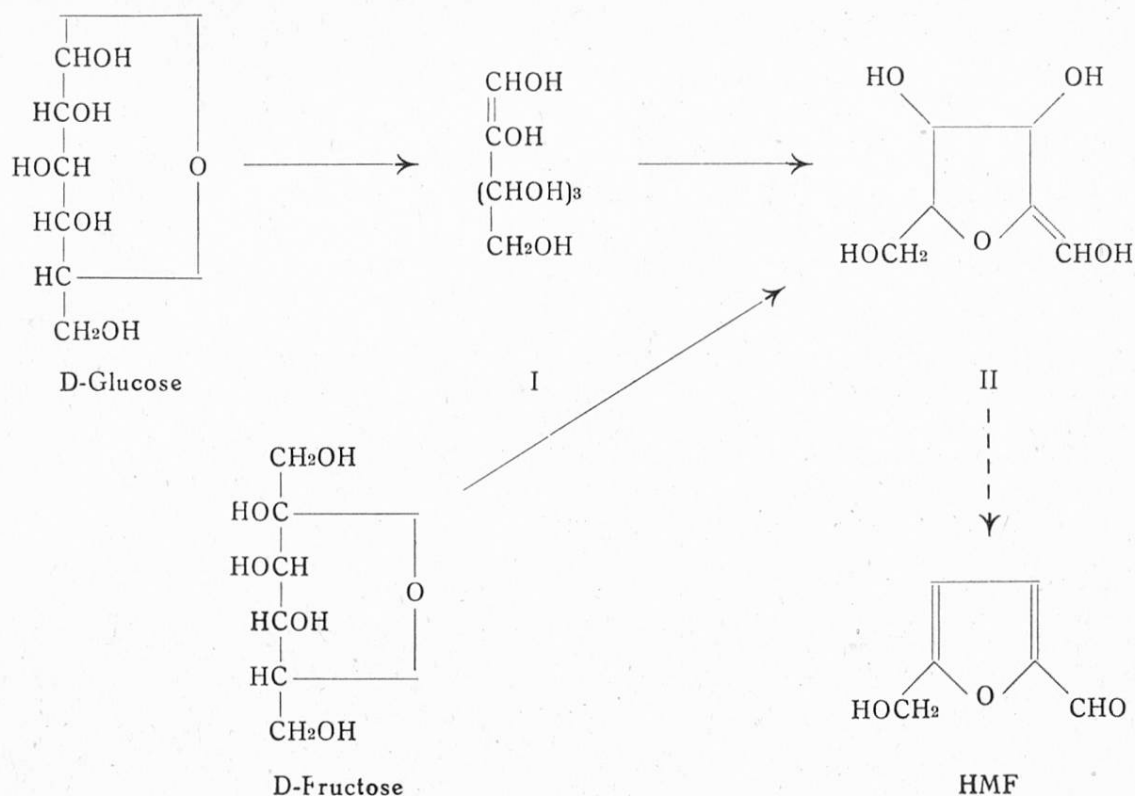 CHOH
HCOH
HOCH
HCOH
HC
CH2OH
O
D-Glucose
CHOH
COH
(CHOH)3
CH2OH
I
HO
OH
HOCH2
O
CHOH
II
CH2OH
HOC
HOCH
HCOH
HC
CH2OH
O
D-Fructose
HOCH2
O
CHO
HMF